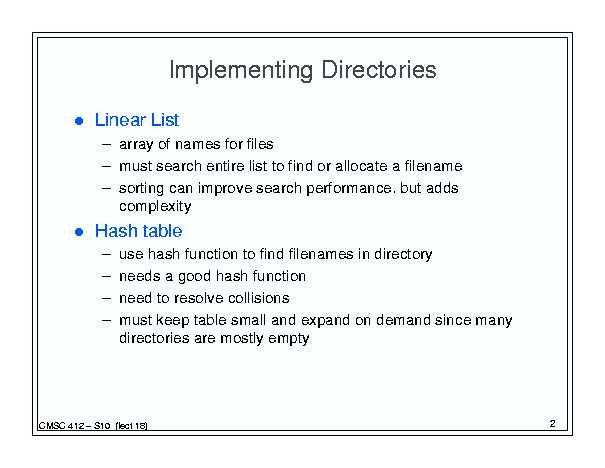 Implementing Directories
● Linear List
– array of names for files
– must search entire list to find or allocate a filename
– sorting can improve search performance, but adds
complexity
● Hash table
– use hash function to find filenames in directory
– needs a good hash function
– need to resolve collisions
– must keep table small and expand on demand since many
directories are mostly empty
CMSC 412 – S10 (lect 18)
2